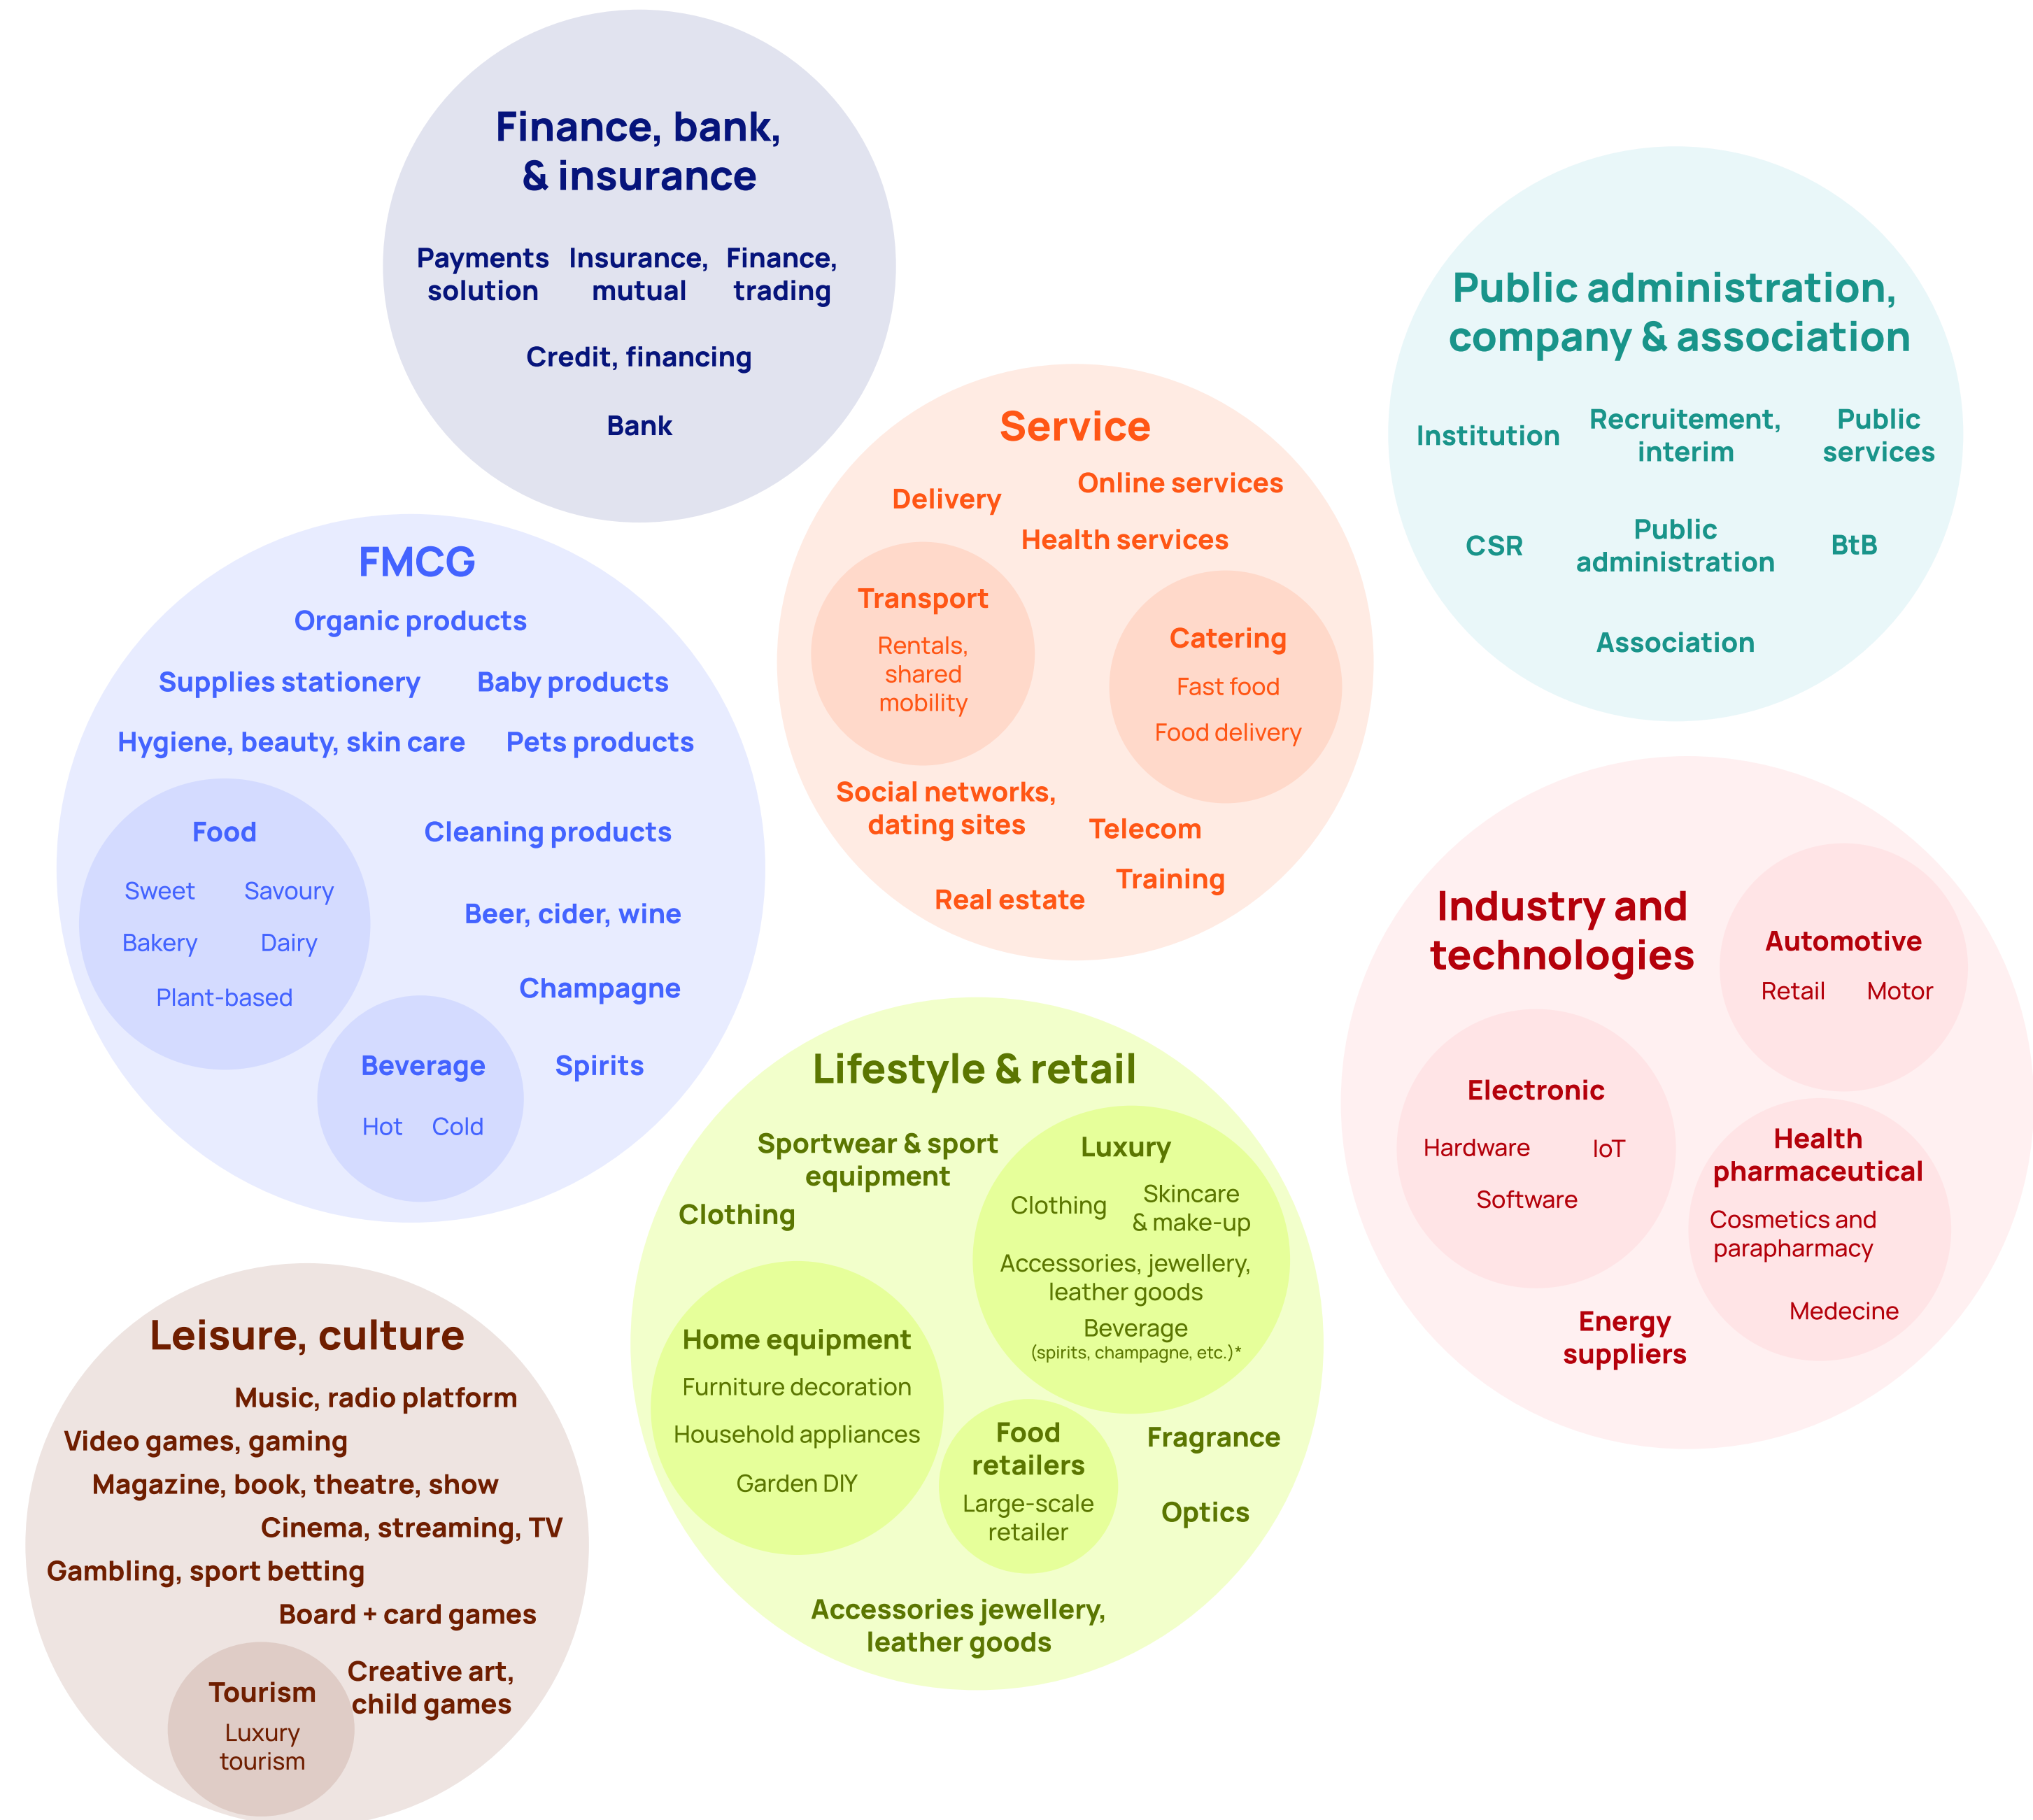 Finance, bank,
& insurance
Payments
solution
Insurance,
mutual
Finance,
trading
Credit, financing
Bank
Public administration,
company & association
Institution
Recruitement,
interim
Public
services
CSR
Public
administration
BtB
Association
Service
Delivery
Online services
Health services
Transport
Rentals,
shared
mobility
Catering
Fast food
Food delivery
Social networks,
dating sites
Telecom
Training
Real estate
FMCG
Organic products
Supplies stationery
Baby products
Hygiene, beauty, skin care
Pets products
Food
Sweet
Savoury
Bakery
Dairy
Plant-based
Cleaning products
Beer, cider, wine
Champagne
Beverage
Hot
Cold
Spirits
Industry and
technologies
Automotive
Retail
Motor
Electronic
Hardware
IoT
Software
Health
pharmaceutical
Cosmetics and
parapharmacy
Medecine
Energy
suppliers
Lifestyle & retail
Sportwear & sport
equipment
Clothing
Luxury
Clothing
Skincare
& make-up
Accessories, jewellery,
leather goods
Beverage
(spirits, champagne, etc.)*
Home equipment
Furniture decoration
Household appliances
Garden DIY
Food
retailers
Large-scale
retailer
Fragrance
Optics
Accessories jewellery,
leather goods
Leisure, culture
Music, radio platform
Video games, gaming
Magazine, book, theatre, show
Cinema, streaming, TV
Gambling, sport betting
Board + card games
Creative art,
child games
Tourism
Luxury
tourism